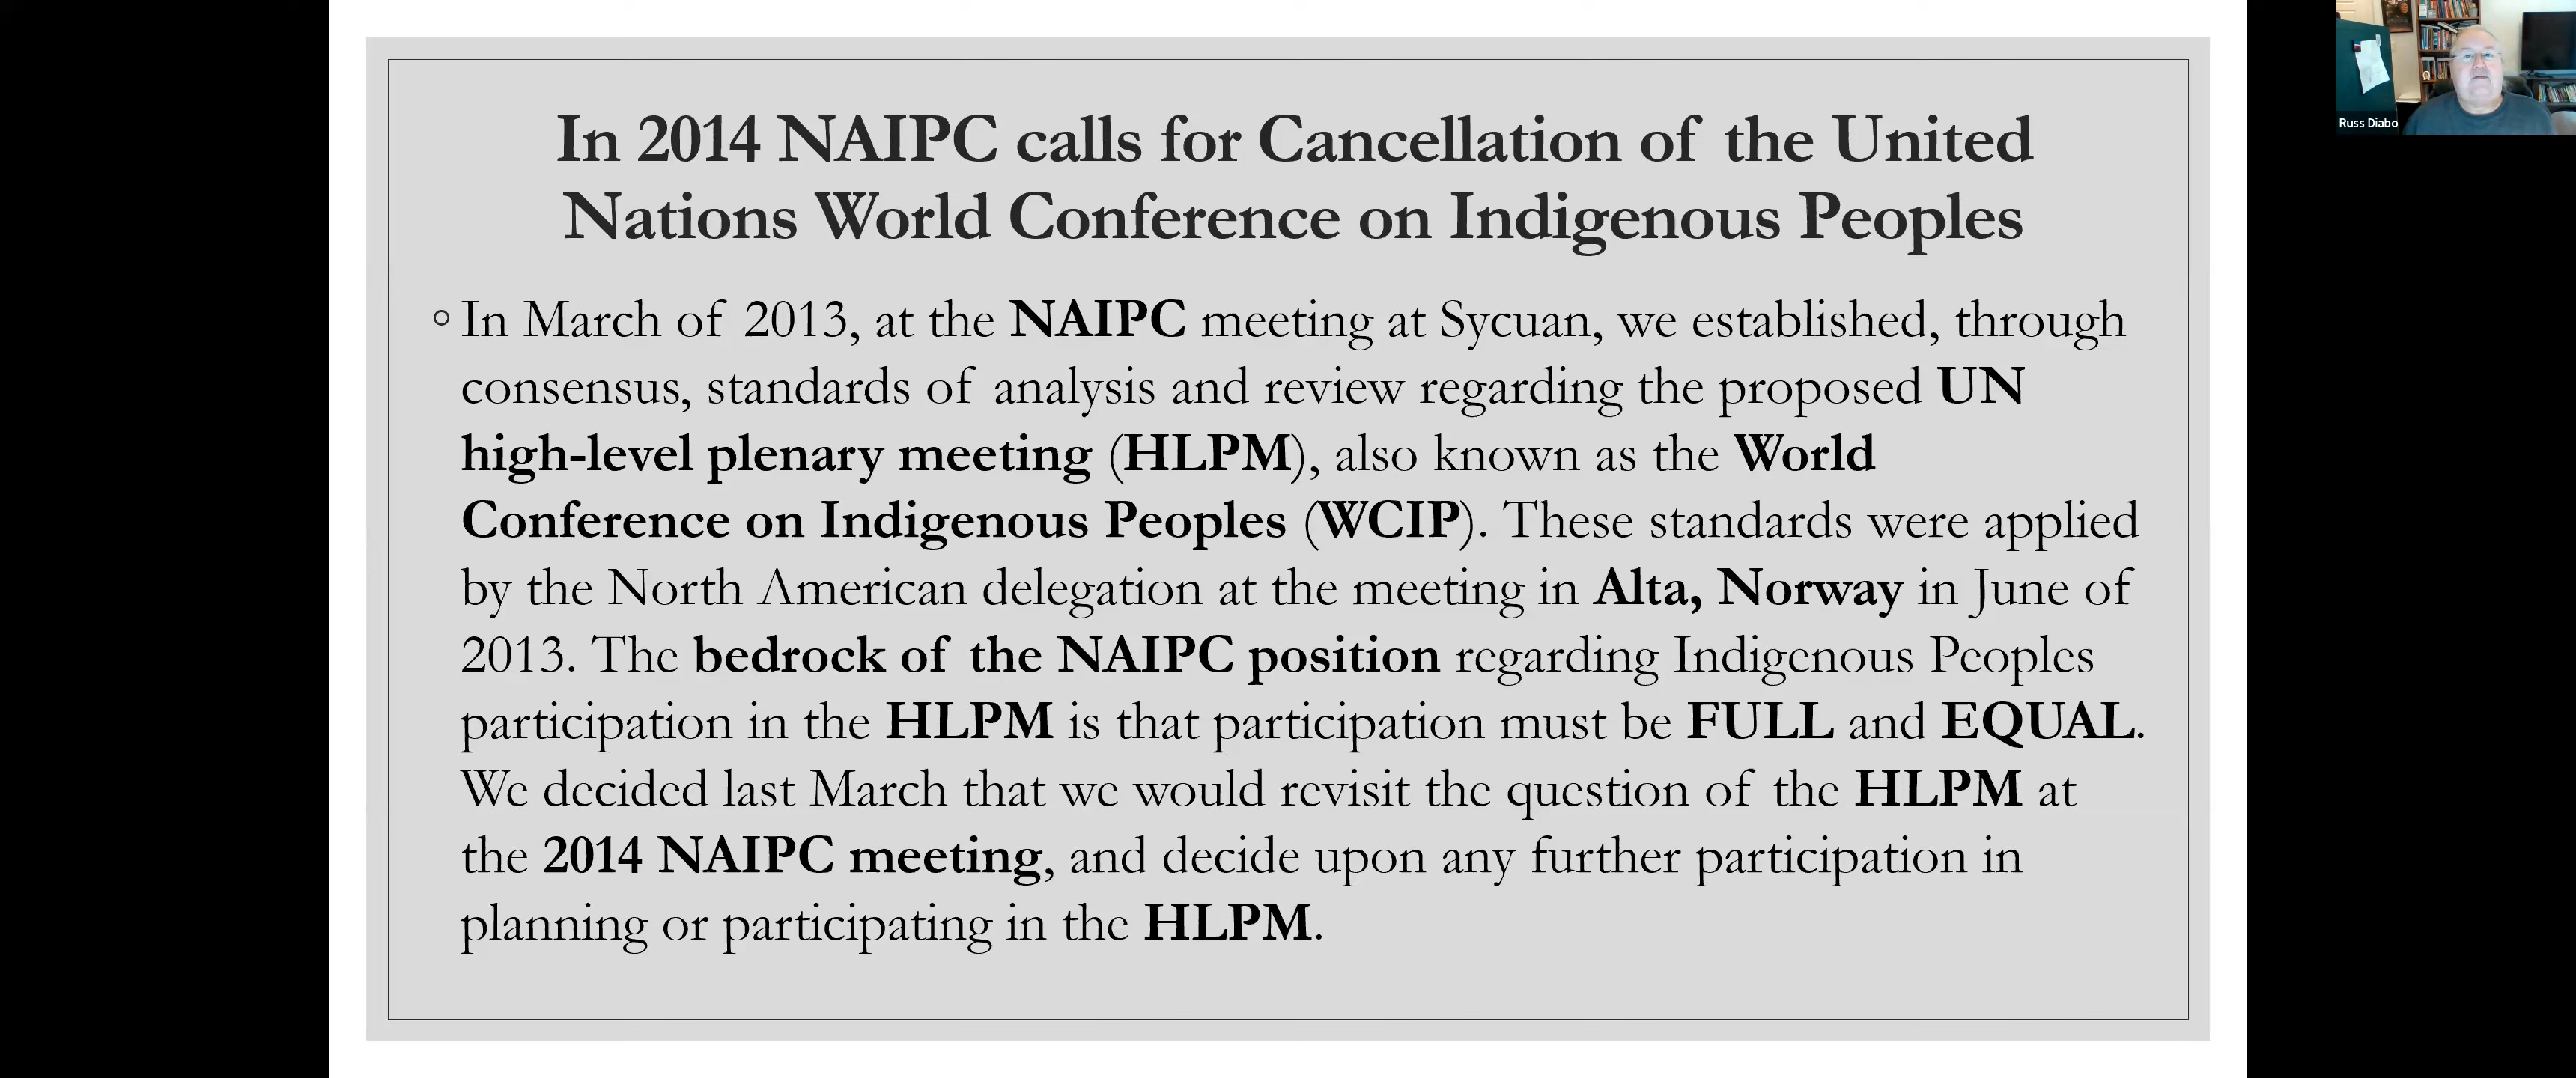 In 2014 NAIPC calls for Cancellation of the United
Nations World Conference on Indigenous Peoples
In March of 2013, at the NAIPC meeting at Sycuan, we established, through
consensus, standards of analysis and review regarding the proposed UN
high-level plenary meeting (HLPM), also known as the World
Conference on Indigenous Peoples (WCIP). These standards were applied
by the North American delegation at the meeting in Alta, Norway in June of
2013. The bedrock of the NAIPC position regarding Indigenous Peoples
participation in the HLPM is that participation must be FULL and EQUAL.
We decided last March that we would revisit the question of the HLPM at
the 2014 NAIPC meeting, and decide upon any further participation in
planning or participating in the HLPM.
Russ Diabo